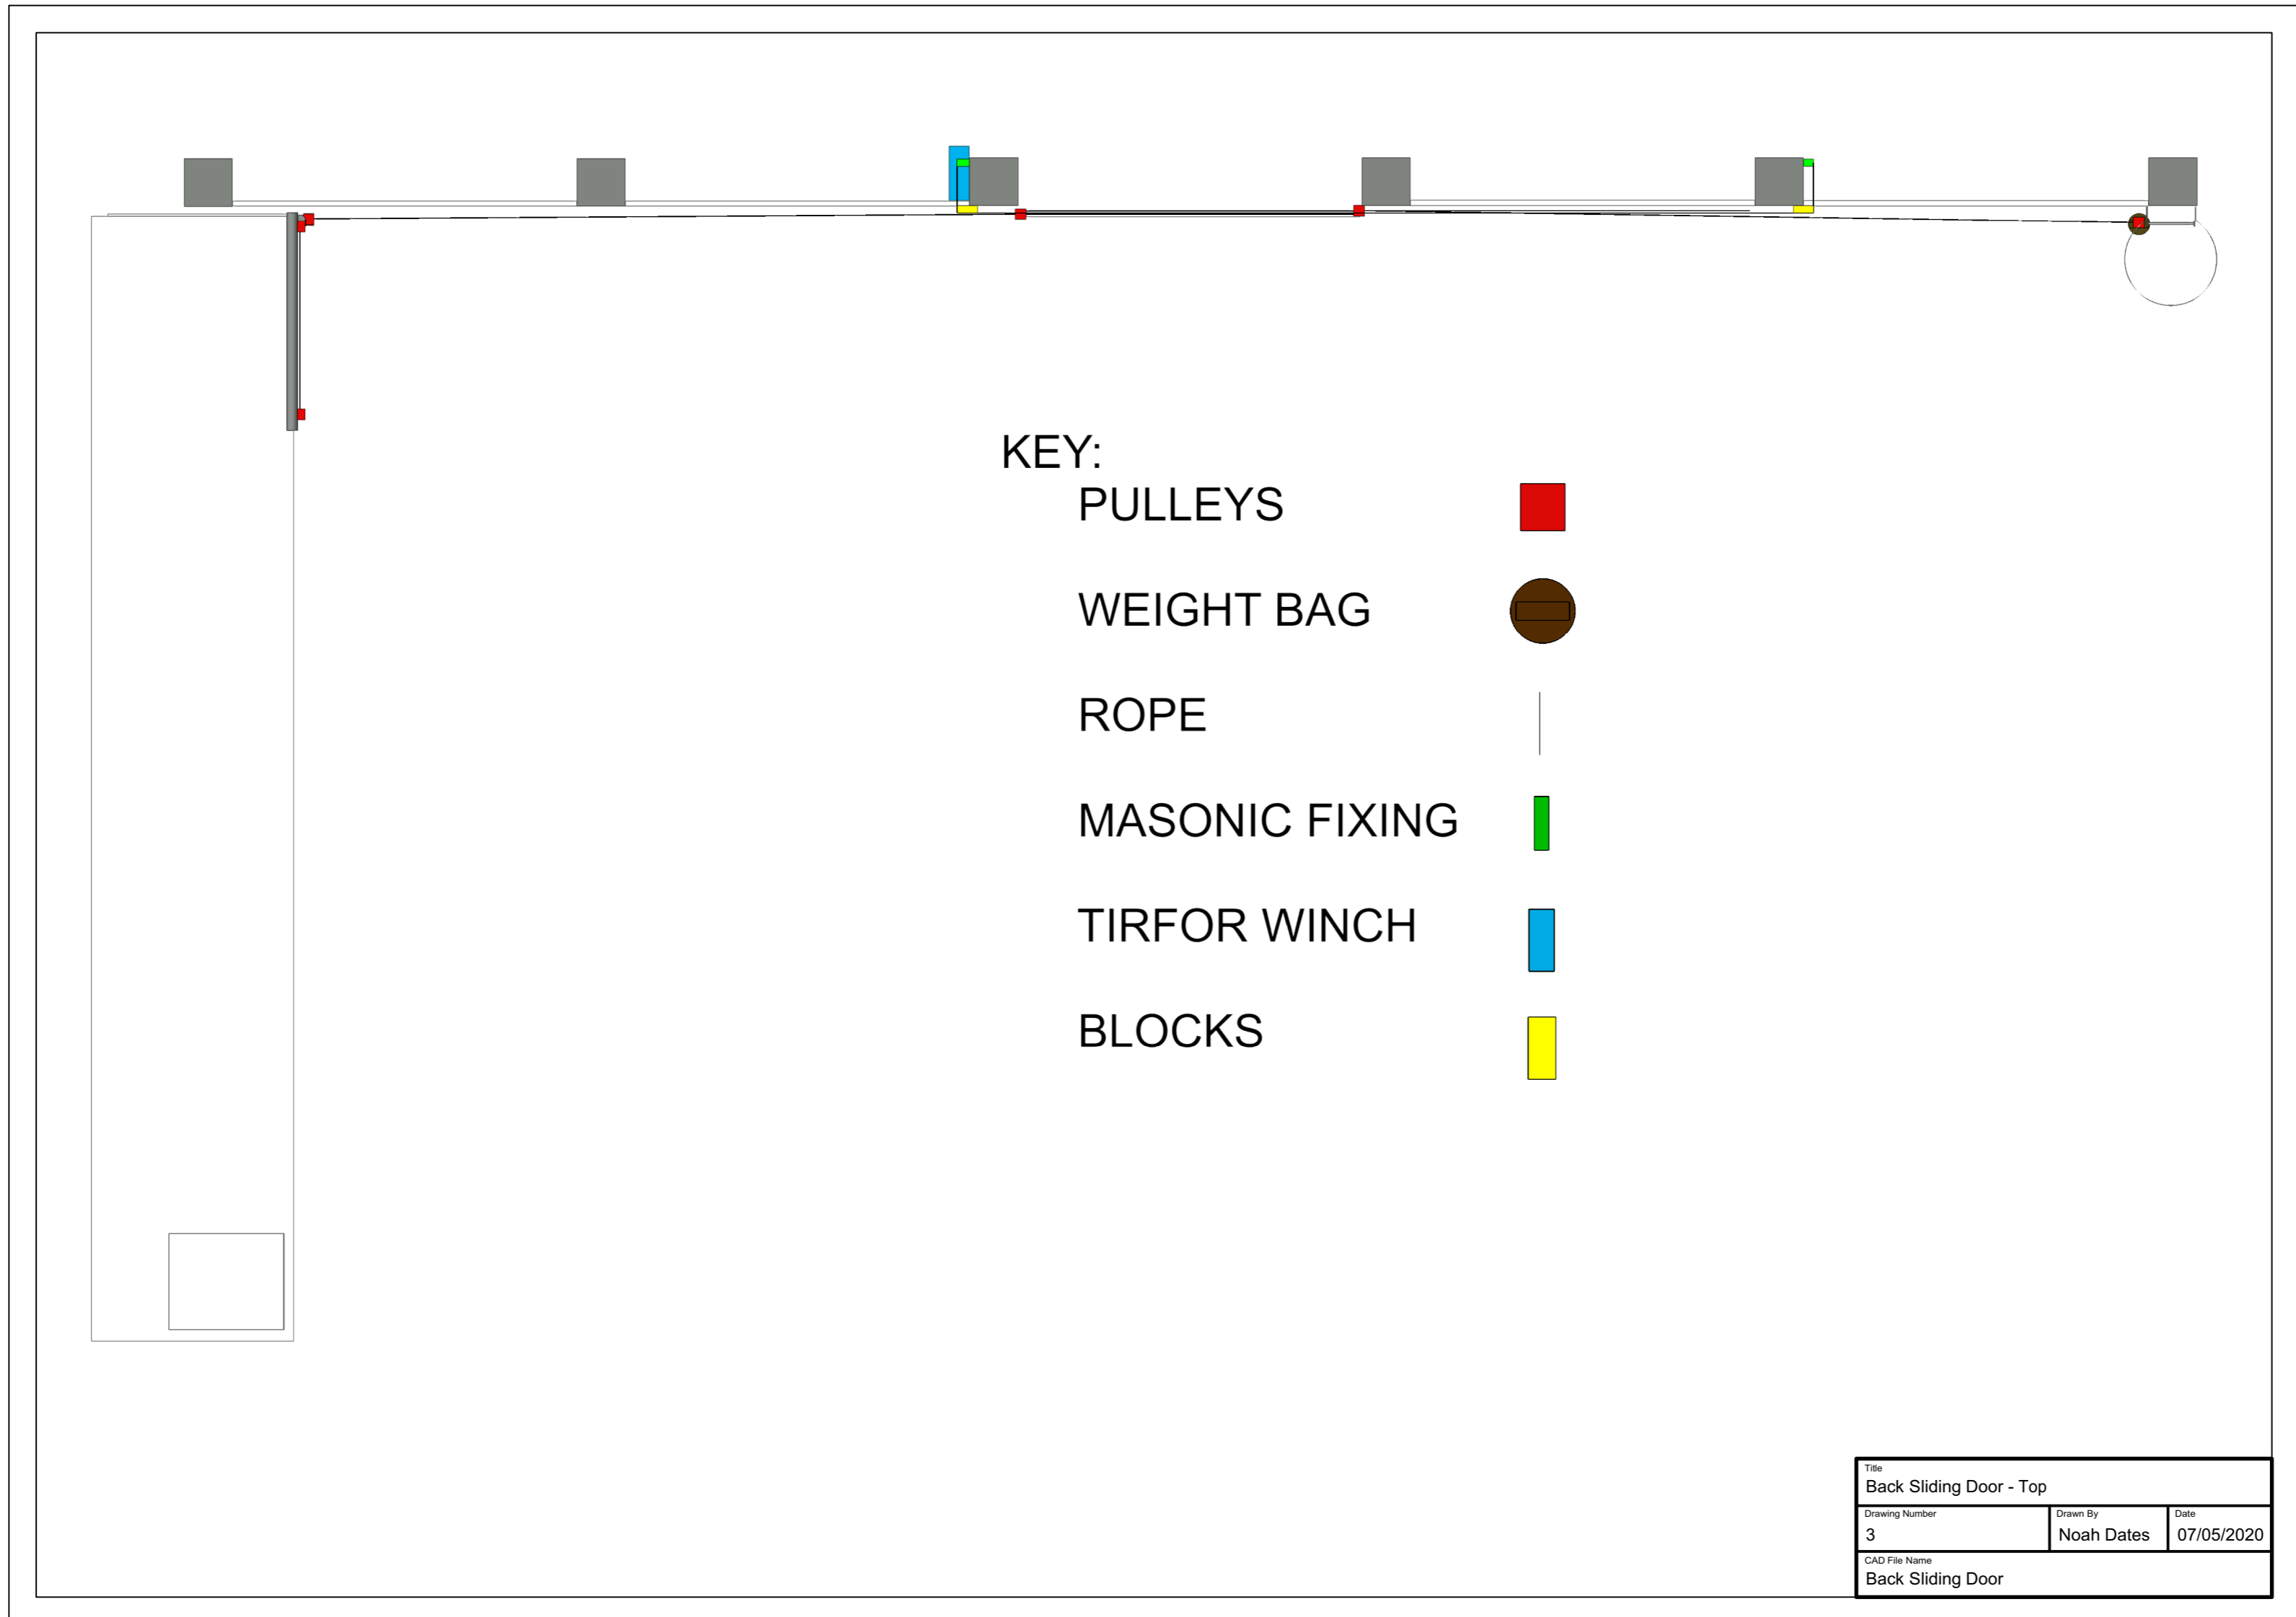 KEY:
PULLEYS
WEIGHT BAG
ROPE
MASONIC FIXING
TIRFOR WINCH
BLOCKS
Title
Back Sliding Door - Top
Drawing Number
3
Drawn By
Noah Dates
Date
07/05/2020
CAD File Name
Back Sliding Door